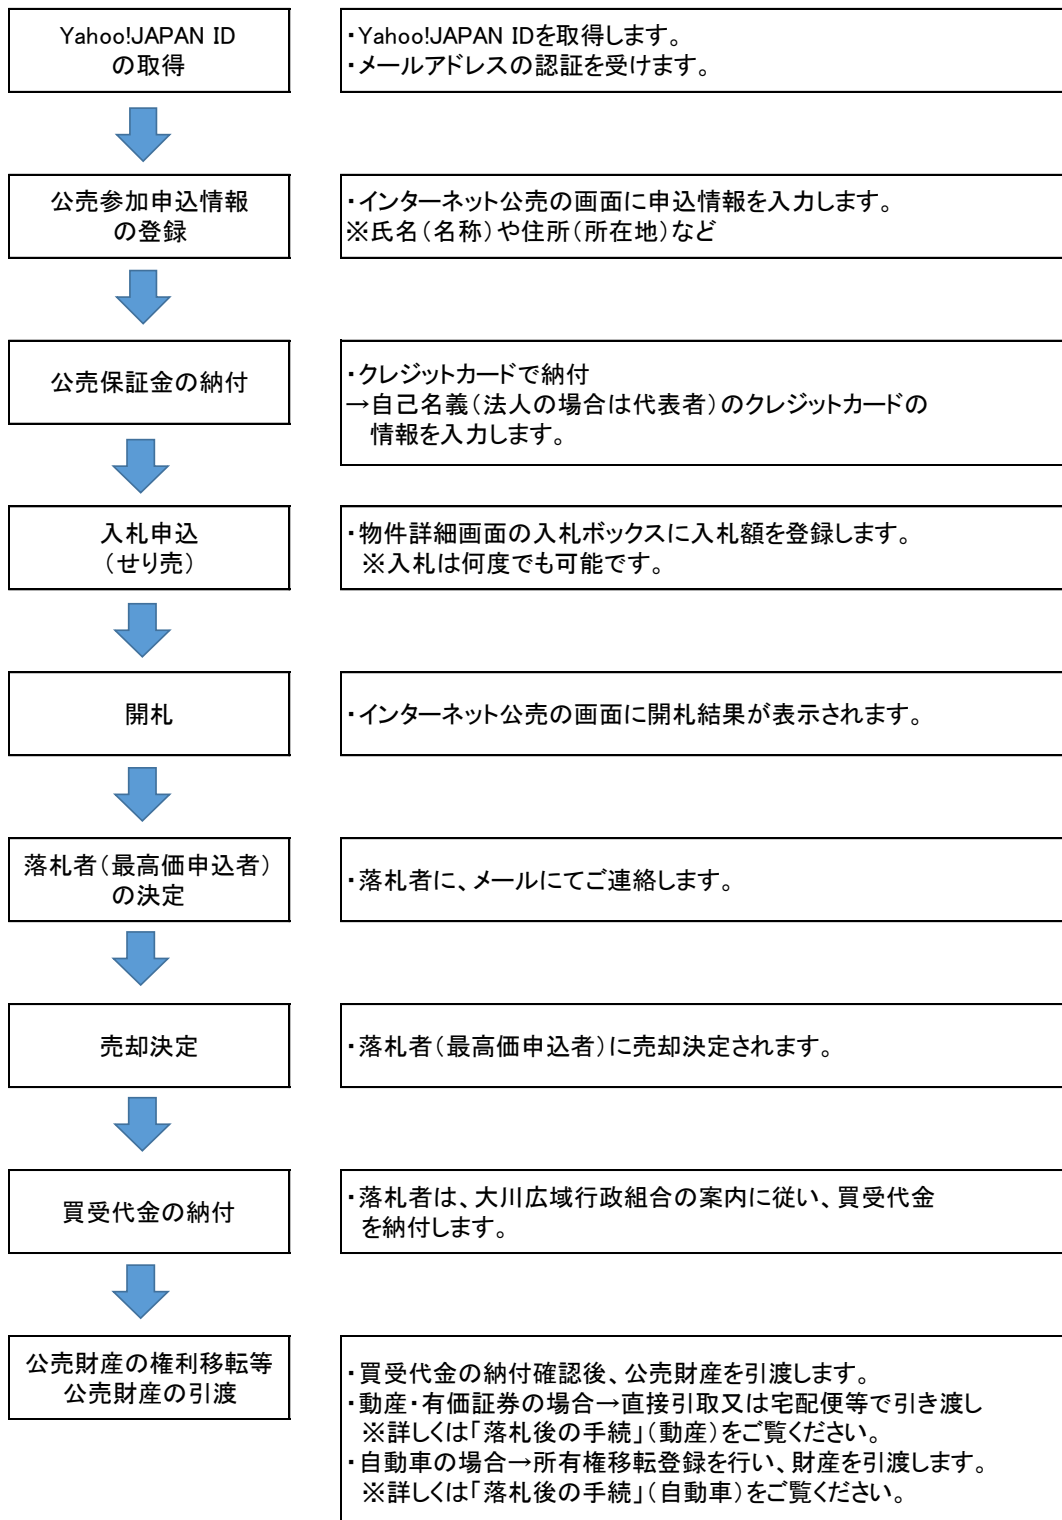 Yahoo!JAPAN ID
の取得
・Yahoo!JAPAN IDを取得します。
・メールアドレスの認証を受けます。
公売参加申込情報
の登録
・インターネット公売の画面に申込情報を入力します。
※氏名(名称)や住所(所在地)など
公売保証金の納付
・クレジットカードで納付
→自己名義(法人の場合は代表者)のクレジットカードの
情報を入力します。
入札申込
(せり売)
・物件詳細画面の入札ボックスに入札額を登録します。
※入札は何度でも可能です。
開札
・インターネット公売の画面に開札結果が表示されます。
落札者(最高価申込者)
の決定
・落札者に、メールにてご連絡します。
売却決定
・落札者(最高価申込者)に売却決定されます。
買受代金の納付
・落札者は、大川広域行政組合の案内に従い、買受代金
を納付します。
公売財産の権利移転等
公売財産の引渡
・買受代金の納付確認後、公売財産を引渡します。
・動産・有価証券の場合→直接引取又は宅配便等で引き渡し
※詳しくは「落札後の手続」(動産)をご覧ください。
・自動車の場合→所有権移転登録を行い、財産を引渡します。
※詳しくは「落札後の手続」(自動車)をご覧ください。